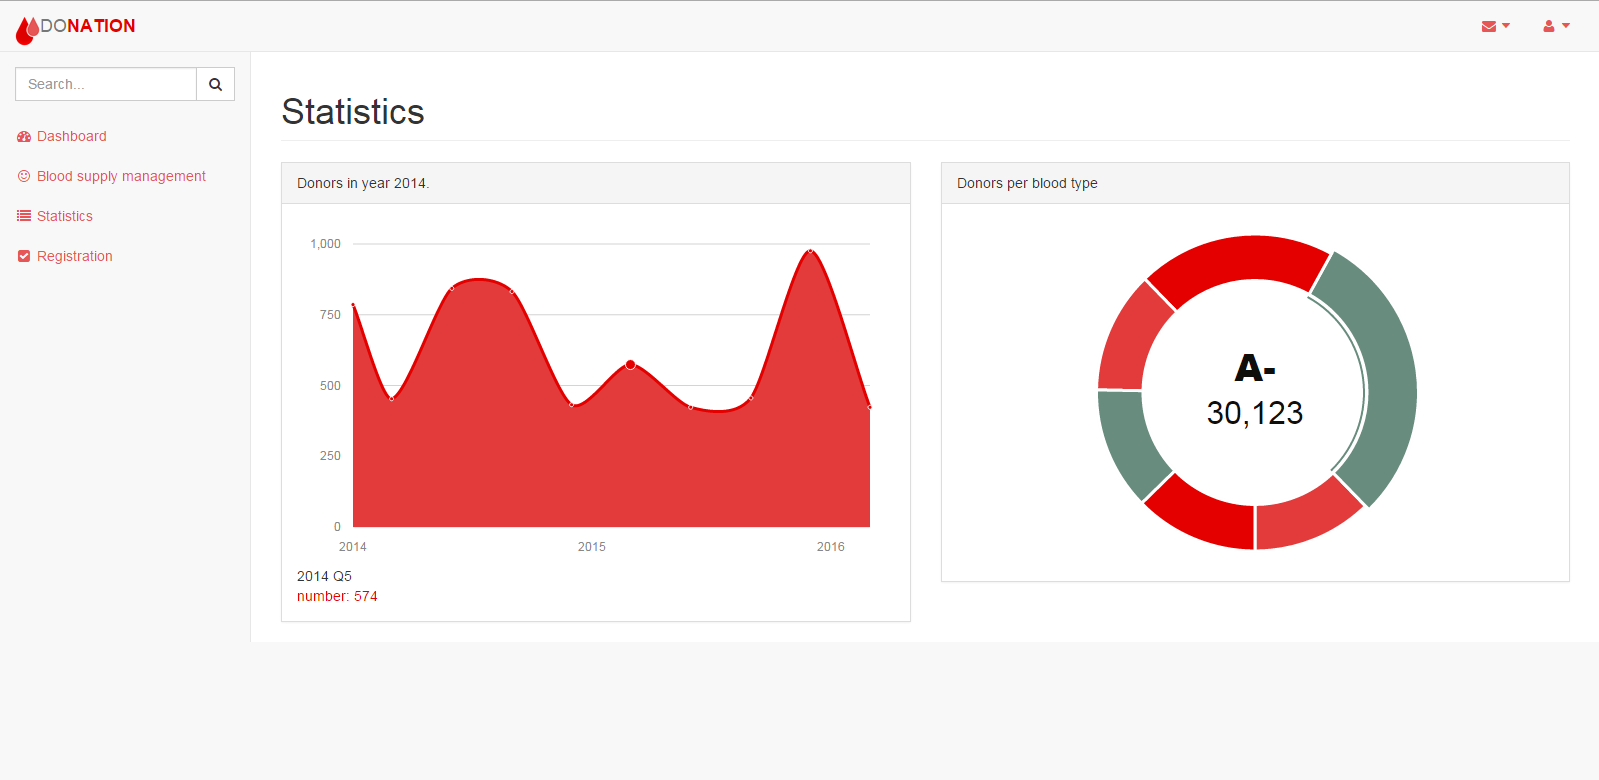 DONATION
Search...
Dashboard
Blood supply management
Statistics
Registration
Statistics
Donors in year 2014.
1,000
750
500
250
0
2014 2015 2016
2014 Q5
number: 574
Donors per blood type
A-
30,123